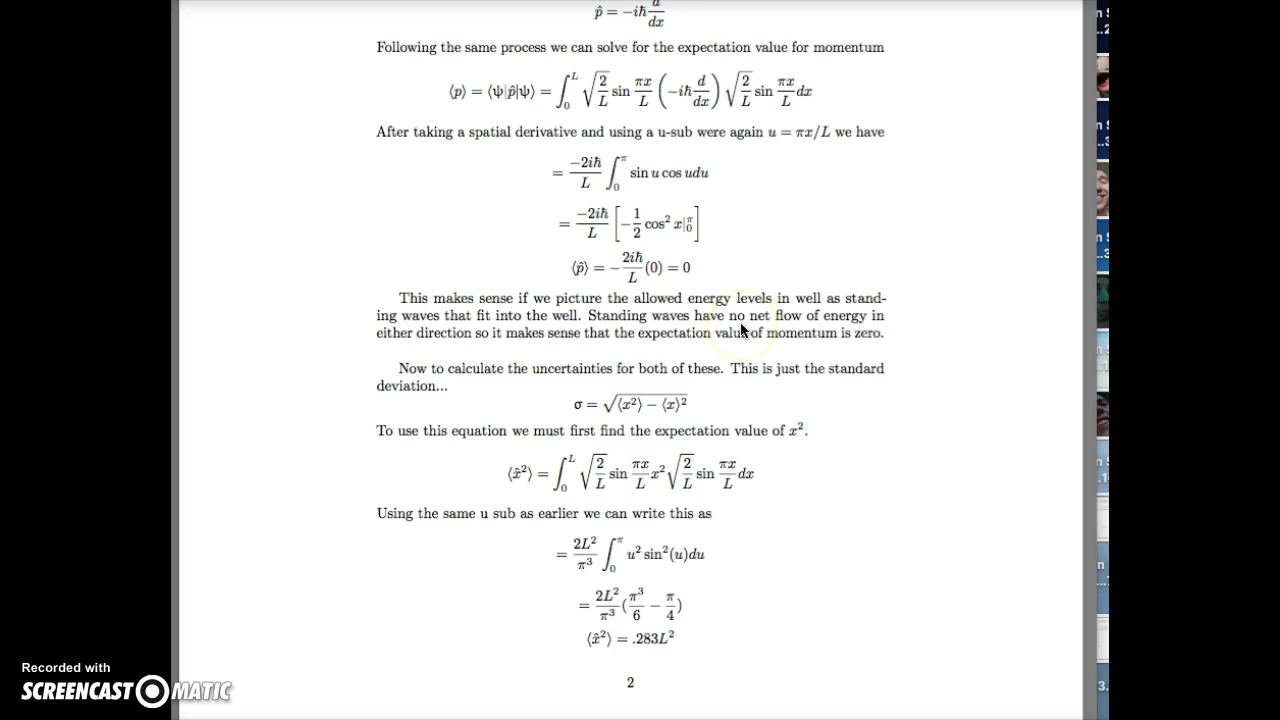 p̂ = −iħ d/dx
Following the same process we can solve for the expectation value for momentum
⟨p⟩ = ⟨ψ|p̂|ψ⟩ = ∫₀ᴸ √(2/L) sin πx/L (−iħ d/dx) √(2/L) sin πx/L dx
After taking a spatial derivative and using a u-sub were again u = πx/L we have
= −2iħ/L ∫₀^π sin u cos udu
= −2iħ/L [−1/2 cos² x|₀^π]
⟨p̂⟩ = − 2iħ/L (0) = 0
This makes sense if we picture the allowed energy levels in well as stand-
ing waves that fit into the well. Standing waves have no net flow of energy in
either direction so it makes sense that the expectation value of momentum is zero.
Now to calculate the uncertainties for both of these. This is just the standard
deviation...
σ = √(⟨x²⟩ − ⟨x⟩²)
To use this equation we must first find the expectation value of x².
⟨x̂²⟩ = ∫₀ᴸ √(2/L) sin πx/L x² √(2/L) sin πx/L dx
Using the same u sub as earlier we can write this as
= 2L²/π³ ∫₀^π u² sin²(u)du
= 2L²/π³ (π³/6 − π/4)
⟨x̂²⟩ = .283L²
2
Recorded with
SCREENCAST MATIC